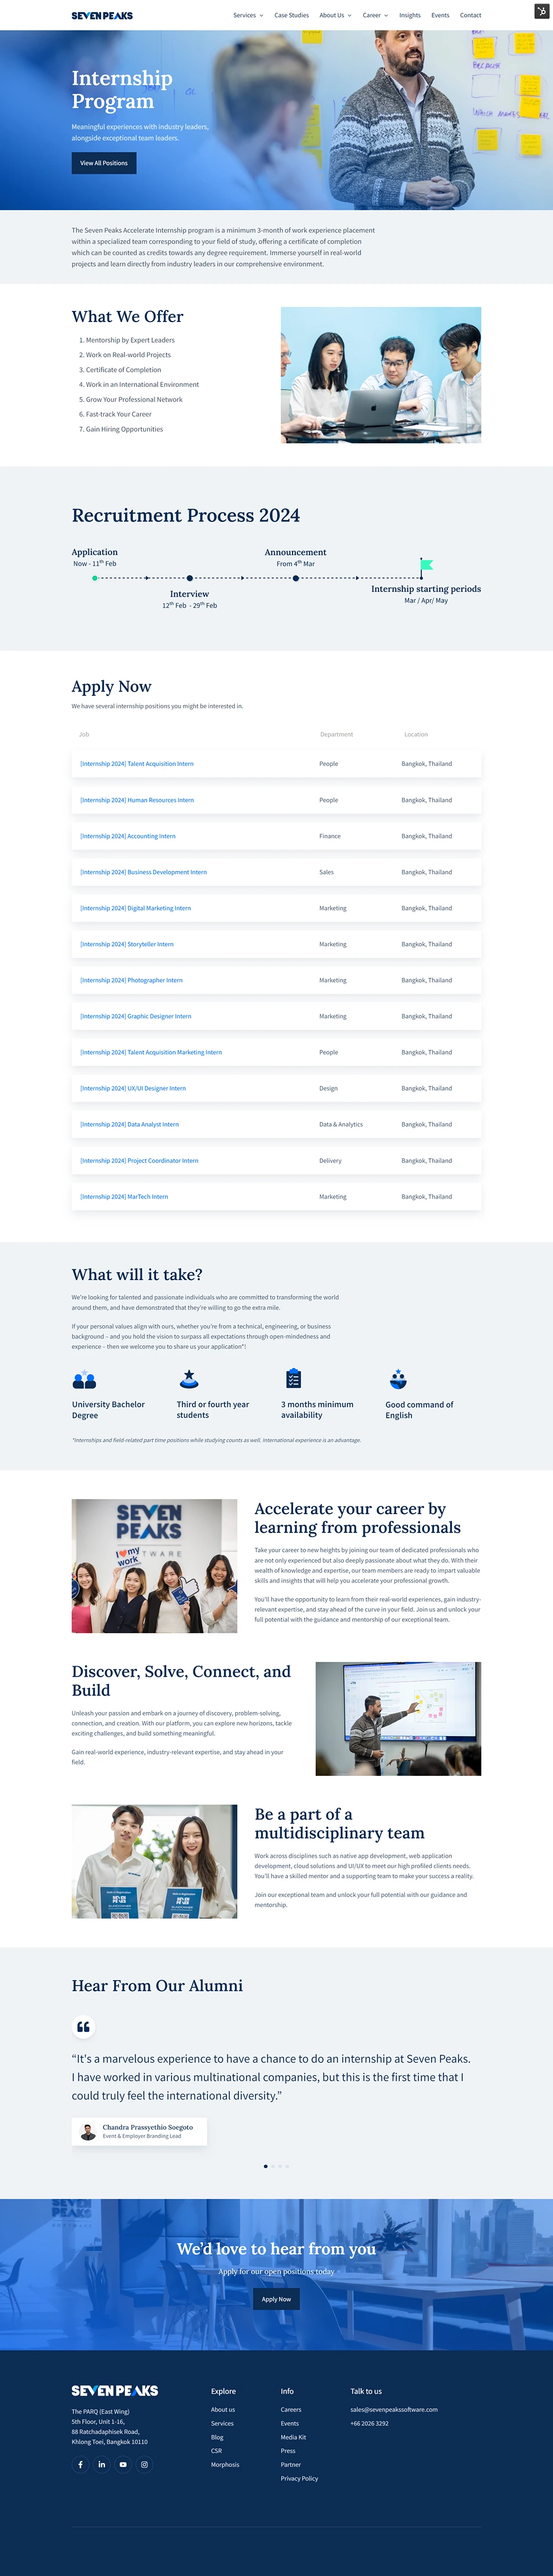 SEVEN PEAKS
Services
Case Studies
About Us
Career
Insights
Events
Contact
Internship
Program
Meaningful experiences with industry leaders,
alongside exceptional team leaders.
View All Positions
The Seven Peaks Accelerate Internship program is a minimum 3-month of work experience placement
within a specialized team corresponding to your field of study, offering a certificate of completion
which can be counted as credits towards any degree requirement. Immerse yourself in real-world
projects and learn directly from industry leaders in our comprehensive environment.
What We Offer
1. Mentorship by Expert Leaders
2. Work on Real-world Projects
3. Certificate of Completion
4. Work in an International Environment
5. Grow Your Professional Network
6. Fast-track Your Career
7. Gain Hiring Opportunities
Recruitment Process 2024
Application
Now - 11th Feb
Interview
12th Feb - 29th Feb
Announcement
From 4th Mar
Internship starting periods
Mar / Apr/ May
Apply Now
We have several internship positions you might be interested in.
Job Department Location
[Internship 2024] Talent Acquisition Intern People Bangkok, Thailand
[Internship 2024] Human Resources Intern People Bangkok, Thailand
[Internship 2024] Accounting Intern Finance Bangkok, Thailand
[Internship 2024] Business Development Intern Sales Bangkok, Thailand
[Internship 2024] Digital Marketing Intern Marketing Bangkok, Thailand
[Internship 2024] Storyteller Intern Marketing Bangkok, Thailand
[Internship 2024] Photographer Intern Marketing Bangkok, Thailand
[Internship 2024] Graphic Designer Intern Marketing Bangkok, Thailand
[Internship 2024] Talent Acquisition Marketing Intern People Bangkok, Thailand
[Internship 2024] UX/UI Designer Intern Design Bangkok, Thailand
[Internship 2024] Data Analyst Intern Data & Analytics Bangkok, Thailand
[Internship 2024] Project Coordinator Intern Delivery Bangkok, Thailand
[Internship 2024] MarTech Intern Marketing Bangkok, Thailand
What will it take?
We're looking for talented and passionate individuals who are committed to transforming the world
around them, and have demonstrated that they're willing to go the extra mile.
If your personal values align with ours, whether you're from a technical, engineering, or business
background – and you hold the vision to surpass all expectations through open-mindedness and
experience – then we welcome you to share us your application*!
University Bachelor
Degree
Third or fourth year
students
3 months minimum
availability
Good command of
English
*Internships and field-related part time positions while studying counts as well. International experience is an advantage.
SEVEN
PEAKS
I my
work
Accelerate your career by
learning from professionals
Take your career to new heights by joining our team of dedicated professionals who
are not only experienced but also deeply passionate about what they do. With their
wealth of knowledge and expertise, our team members are ready to impart valuable
skills and insights that will help you accelerate your professional growth.
You'll have the opportunity to learn from their real-world experiences, gain industry-
relevant expertise, and stay ahead of the curve in your field. Join us and unlock your
full potential with the guidance and mentorship of our exceptional team.
Discover, Solve, Connect, and
Build
Unleash your passion and embark on a journey of discovery, problem-solving,
connection, and creation. With our platform, you can explore new horizons, tackle
exciting challenges, and build something meaningful.
Gain real-world experience, industry-relevant expertise, and stay ahead in your
field.
Be a part of a
multidisciplinary team
Work across disciplines such as native app development, web application
development, cloud solutions and UI/UX to meet our high profiled clients needs.
You'll have a skilled mentor and a supporting team to make your success a reality.
Join our exceptional team and unlock your full potential with our guidance and
mentorship.
Hear From Our Alumni
“It's a marvelous experience to have a chance to do an internship at Seven Peaks.
I have worked in various multinational companies, but this is the first time that I
could truly feel the international diversity.”
Chandra Prassyethio Soegoto
Event & Employer Branding Lead
We'd love to hear from you
Apply for our open positions today
Apply Now
SEVEN PEAKS
The PARQ (East Wing)
5th Floor, Unit 1-16,
88 Ratchadaphisek Road,
Khlong Toei, Bangkok 10110
Explore
About us
Services
Blog
CSR
Morphosis
Info
Careers
Events
Media Kit
Press
Partner
Privacy Policy
Talk to us
sales@sevenpeakssoftware.com
+66 2026 3292